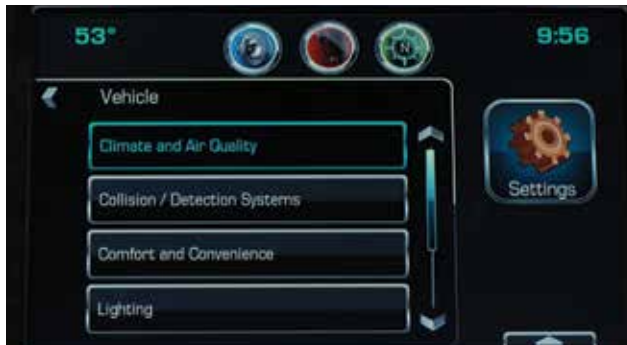 53°
9:56
N
Vehicle
Climate and Air Quality
Collision / Detection Systems
Settings
Comfort and Convenience
Lighting